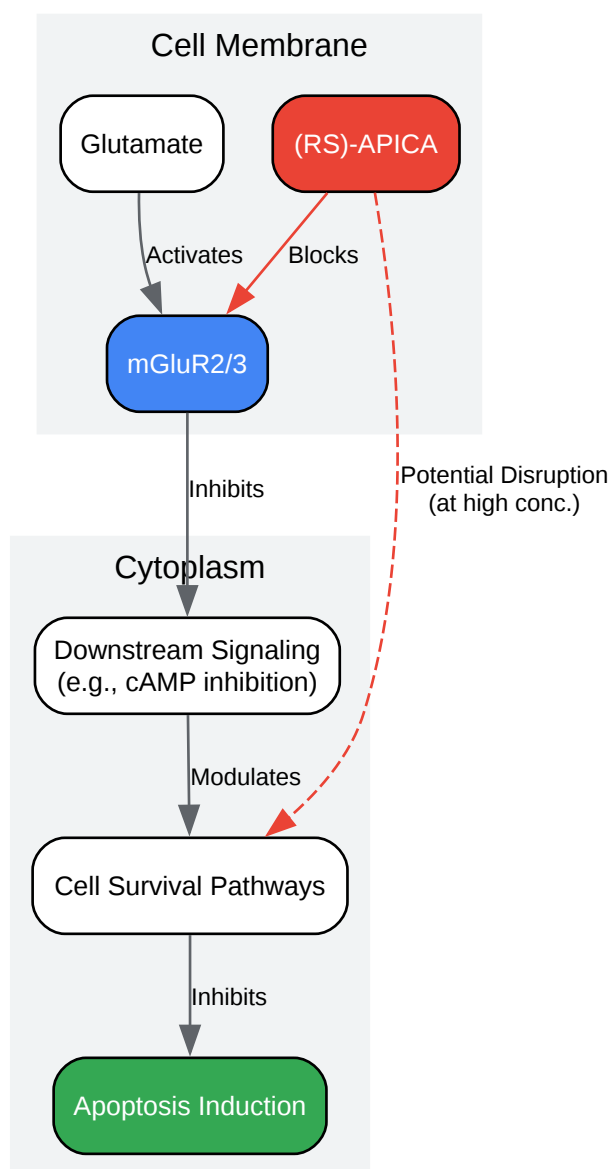 Cell Membrane
Glutamate
(RS)-APICA
Activates
Blocks
mGluR2/3
Inhibits
Potential Disruption
(at high conc.)
Cytoplasm
Downstream Signaling
(e.g., cAMP inhibition)
Modulates
Cell Survival Pathways
Inhibits
Apoptosis Induction